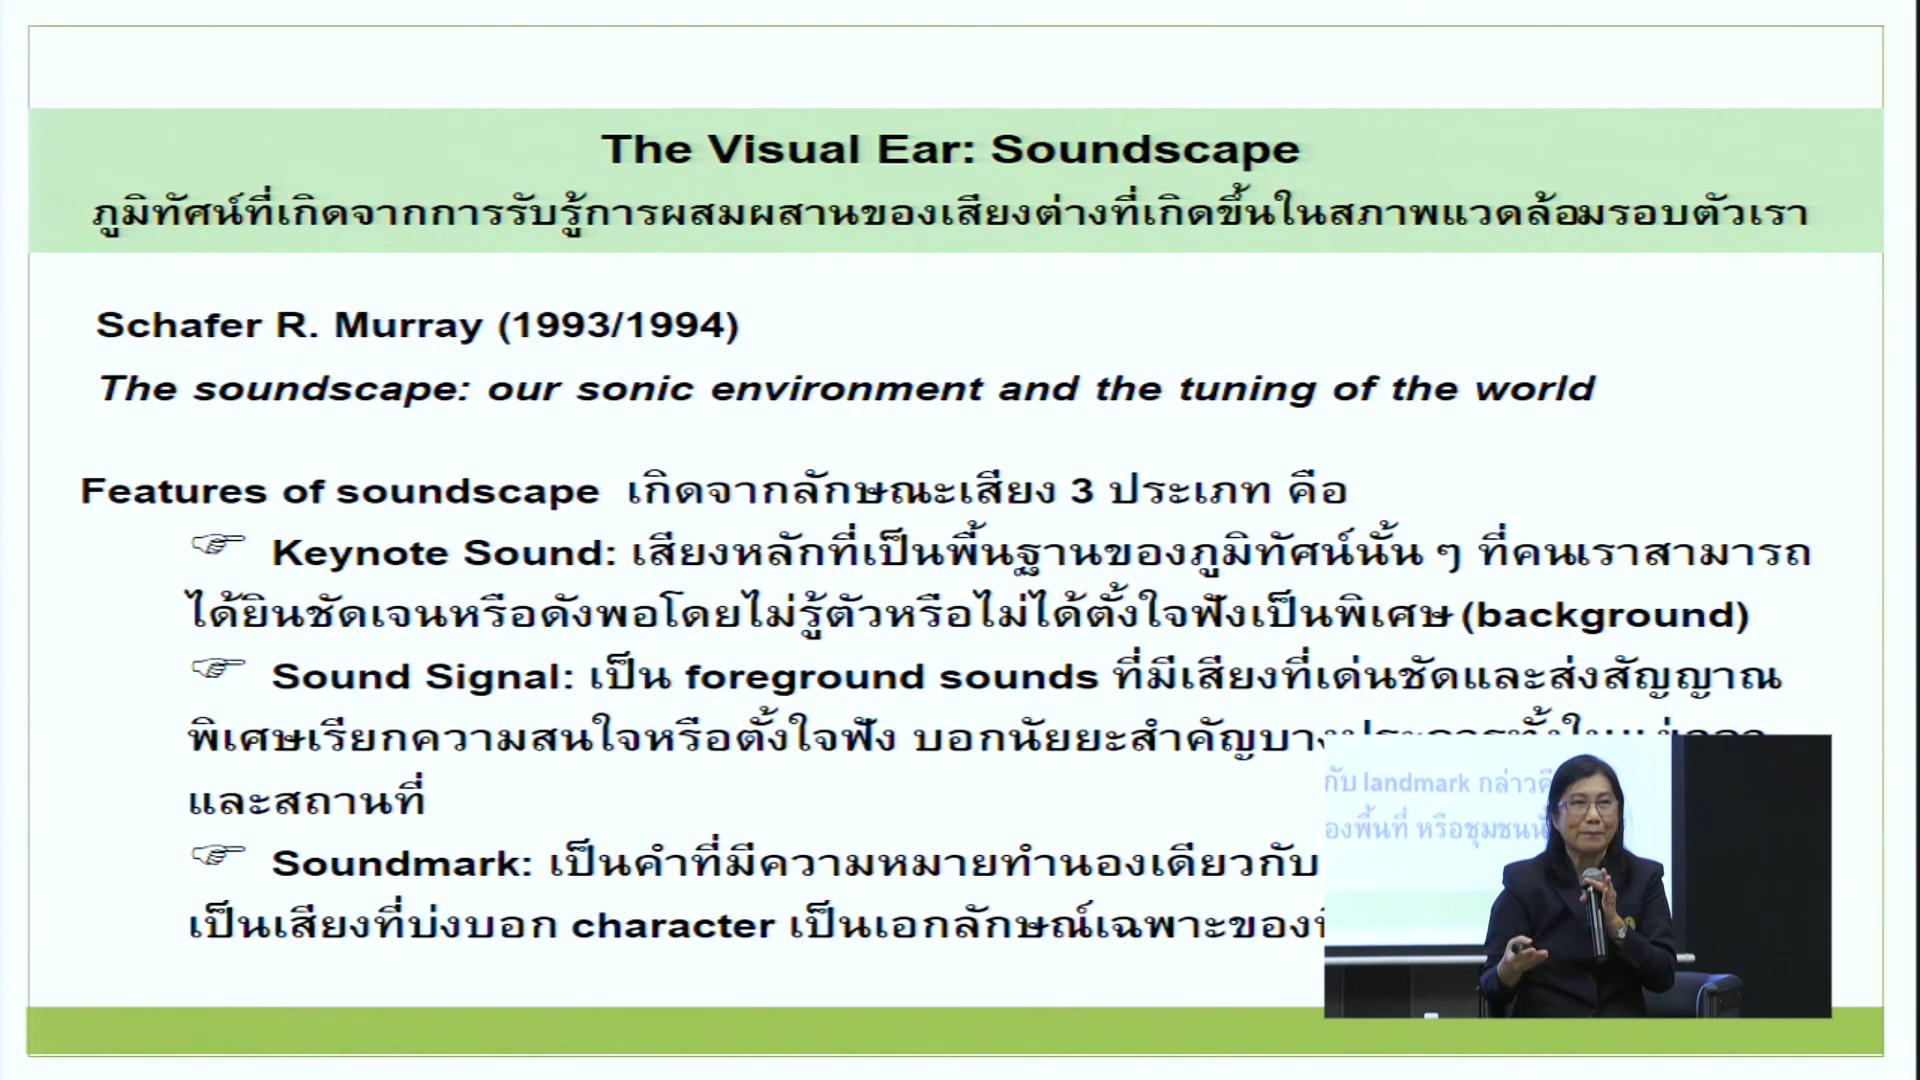 The Visual Ear: Soundscape
ภูมิทัศน์ที่เกิดจากการรับรู้การผสมผสานของเสียงต่างที่เกิดขึ้นในสภาพแวดล้อมรอบตัวเรา
Schafer R. Murray (1993/1994)
The soundscape: our sonic environment and the tuning of the world
Features of soundscape เกิดจากลักษณะเสียง 3 ประเภท คือ
Keynote Sound: เสียงหลักที่เป็นพื้นฐานของภูมิทัศน์นั้น ๆ ที่คนเราสามารถ
ได้ยินชัดเจนหรือดังพอโดยไม่รู้ตัวหรือไม่ได้ตั้งใจฟังเป็นพิเศษ (background)
Sound Signal: เป็น foreground sounds ที่มีเสียงที่เด่นชัดและส่งสัญญาณ
พิเศษเรียกความสนใจหรือตั้งใจฟัง บอกนัยยะสำคัญ
และสถานที่
Soundmark: เป็นคำที่มีความหมายทำนองเดียวกับ
เป็นเสียงที่บ่งบอก character เป็นเอกลักษณ์เฉพาะของ
กับ landmark กล่าว
องพื้นที่ หรือชุมชน